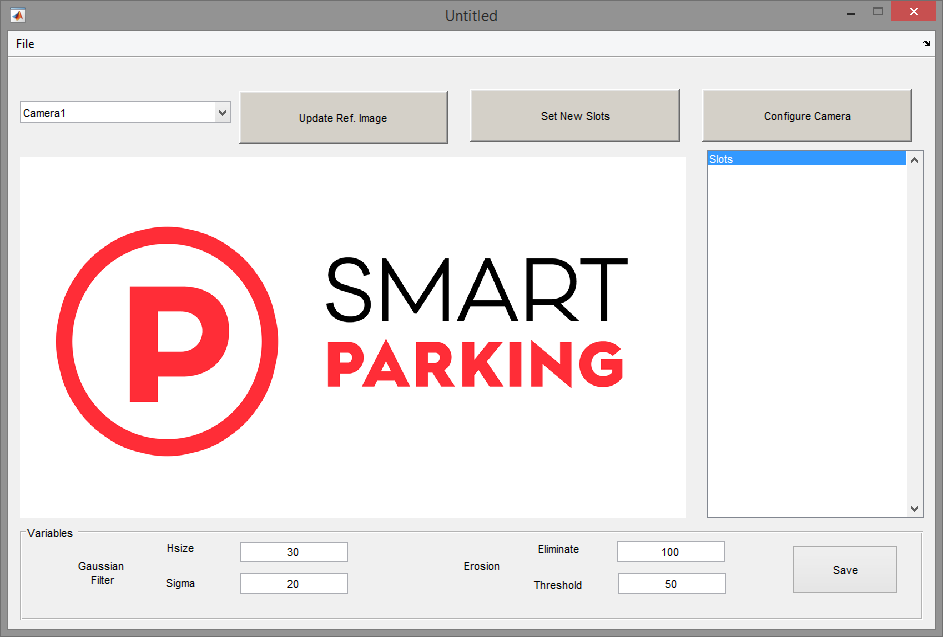 Untitled
File
Camera1
Update Ref. Image
Set New Slots
Configure Camera
Slots
P
SMART
PARKING
Variables
Gaussian
Filter
Hsize
30
Sigma
20
Erosion
Eliminate
100
Threshold
50
Save